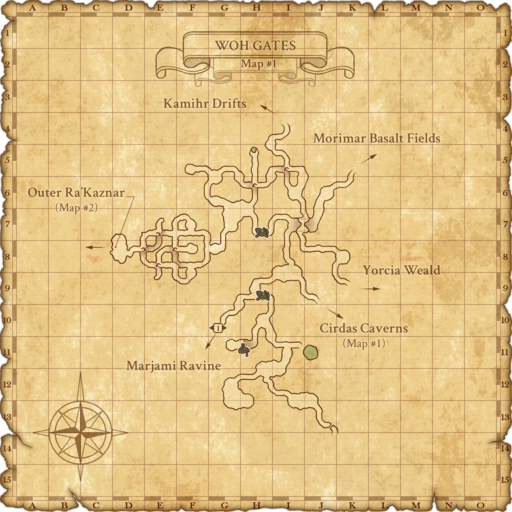 A B C D E F G H I J K L M N O
WOH GATES
Map #1
Kamihr Drifts
Morimar Basalt Fields
Outer Ra'Kaznar
(Map #2)
Yorcia Weald
Cirdas Caverns
(Map #1)
Marjami Ravine
1
1
2
3
4
5
6
7
8
9
10
11
12
13
14
15
A B C D E F G H I J K L M N O